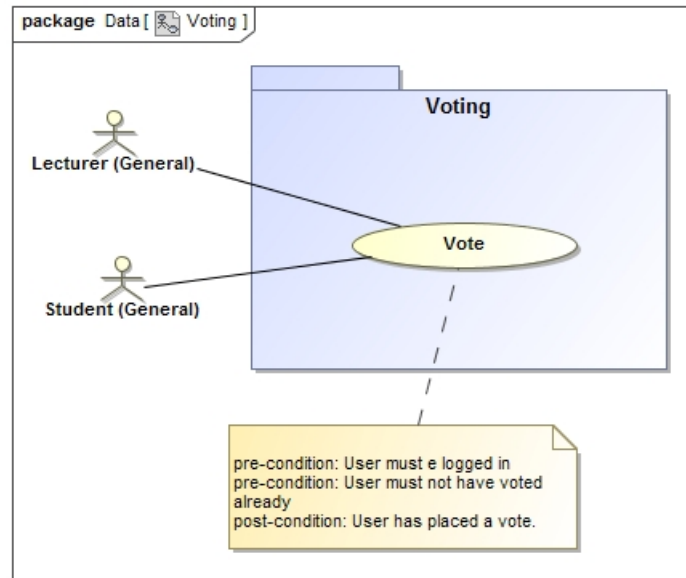 package Data [ Voting ]
Voting
Lecturer (General)
Vote
Student (General)
pre-condition: User must e logged in
pre-condition: User must not have voted
already
post-condition: User has placed a vote.